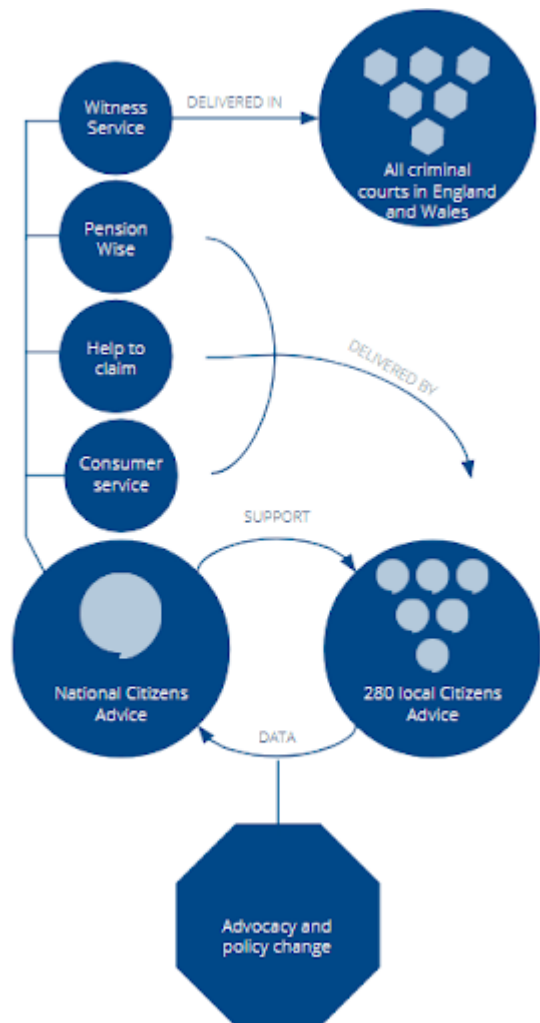 Witness
Service
DELIVERED IN
All criminal
courts in England
and Wales
Pension
Wise
Help to
claim
DELIVERED BY
Consumer
service
SUPPORT
National Citizens
Advice
280 local Citizens
Advice
DATA
Advocacy and
policy change